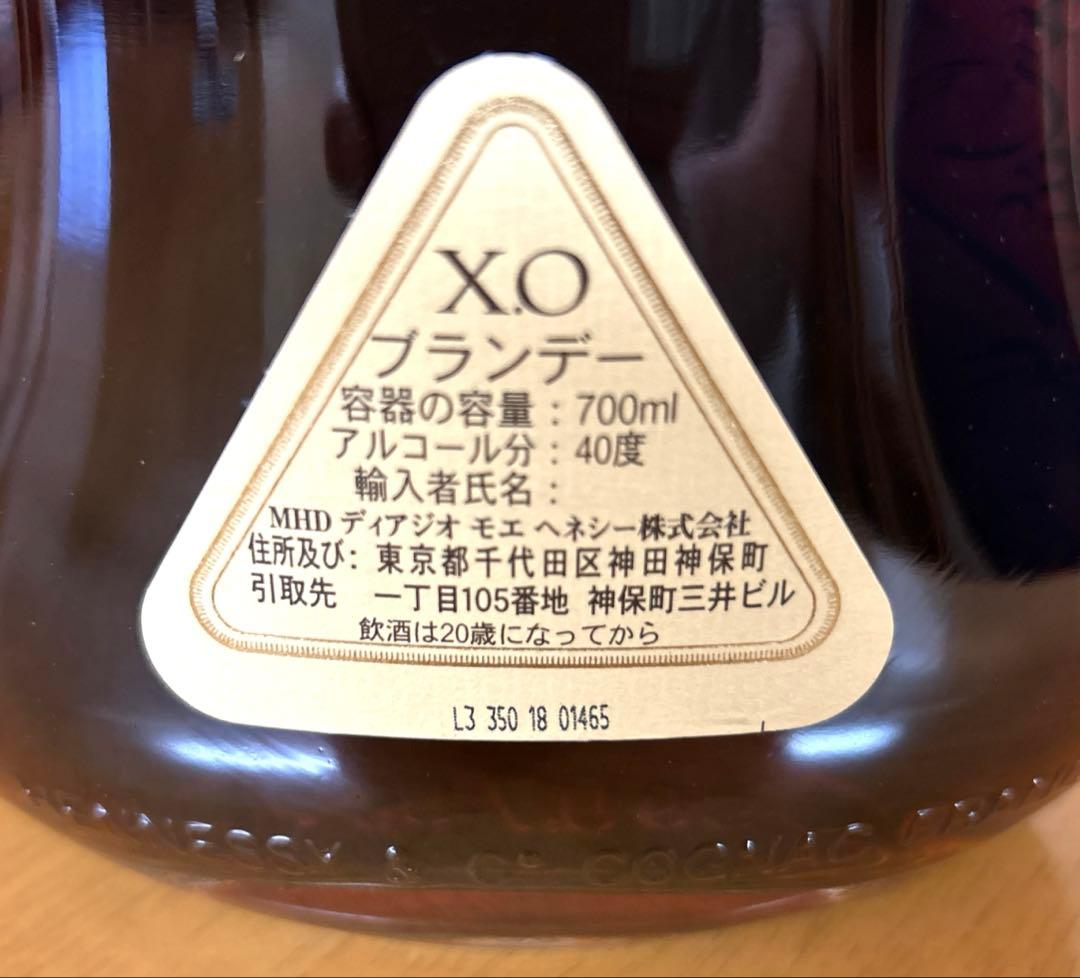 X.O
ブランデー
容器の容量 : 700ml
アルコール分 : 40度
輸入者氏名 :
MHD ディアジオ モエ ヘネシー株式会社
住所及び: 東京都千代田区神田神保町
引取先 一丁目105番地 神保町三井ビル
飲酒は20歳になってから
L3 350 18 01465
HENNESSY & Co COGNAC FRANCE